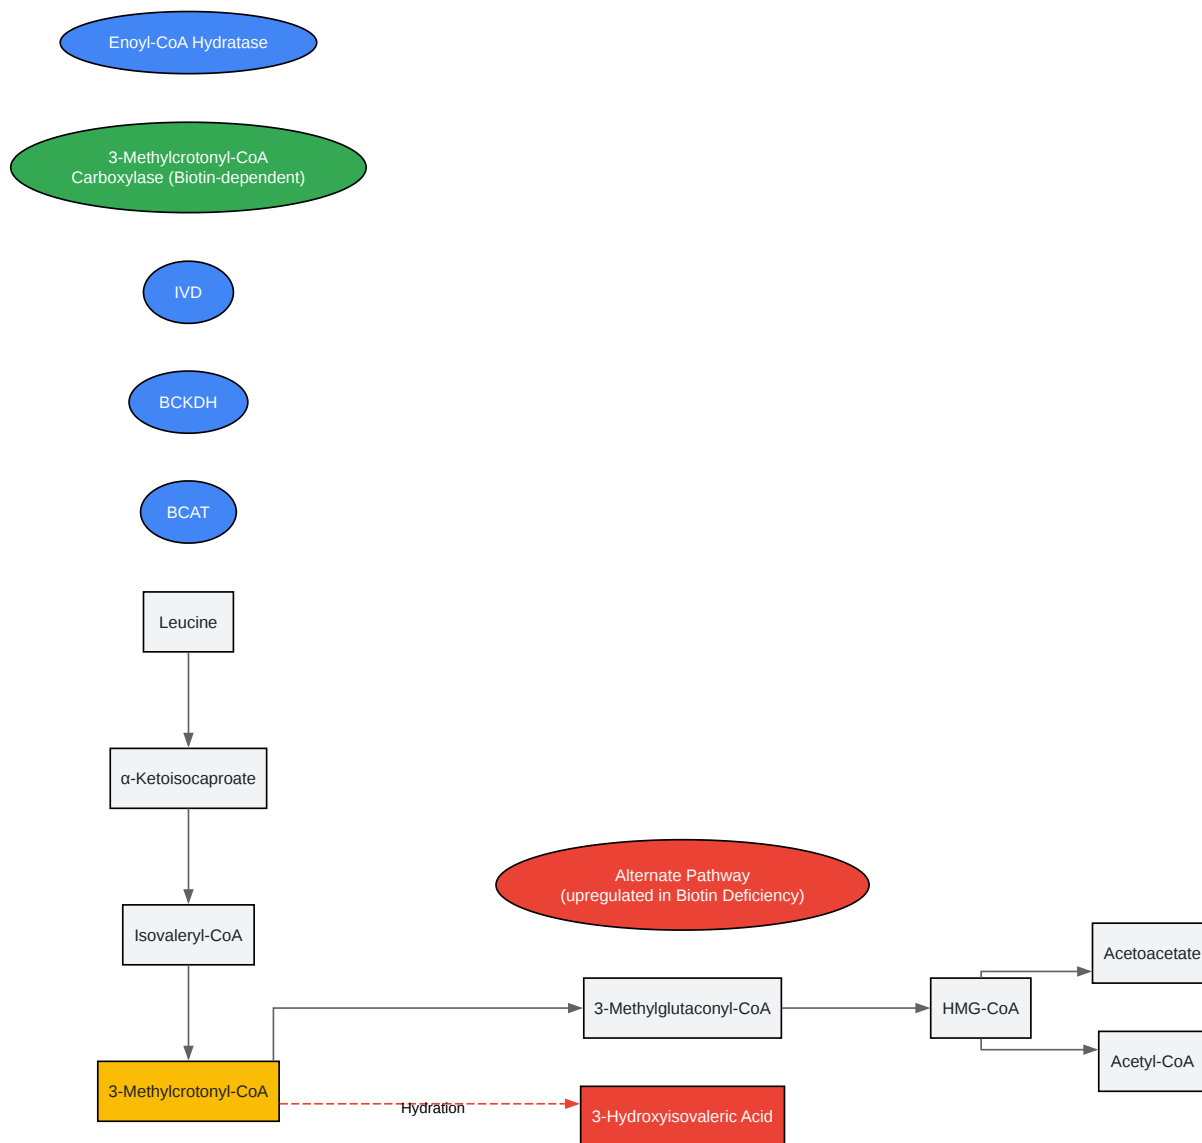 Enoyl-CoA Hydratase
3-Methylcrotonyl-CoA
Carboxylase (Biotin-dependent)
IVD
BCKDH
BCAT
Leucine
α-Ketoisocaproate
Alternate Pathway
(upregulated in Biotin Deficiency)
Isovaleryl-CoA
Acetoacetate
3-Methylglutaconyl-CoA
HMG-CoA
Acetyl-CoA
3-Methylcrotonyl-CoA
Hydration
3-Hydroxyisovaleric Acid